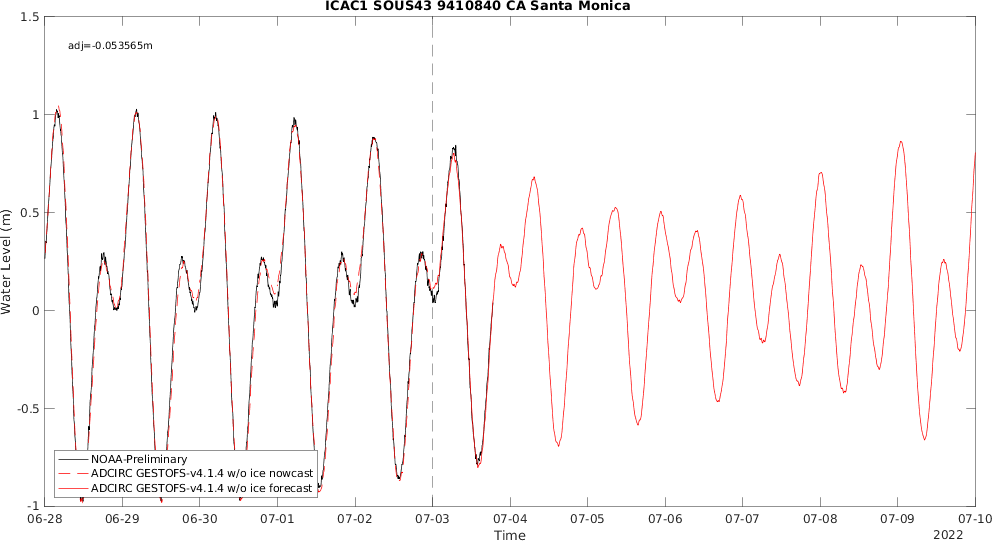 ICAC1 SOUS43 9410840 CA Santa Monica
1.5
adj=-0.053565m
1
0.5
Water Level (m)
0
-0.5
-1
NOAA-Preliminary
ADCIRC GESTOFS-v4.1.4 w/o ice nowcast
ADCIRC GESTOFS-v4.1.4 w/o ice forecast
06-28 06-29 06-30 07-01 07-02 07-03 07-04 07-05 07-06 07-07 07-08 07-09 07-10
Time
2022